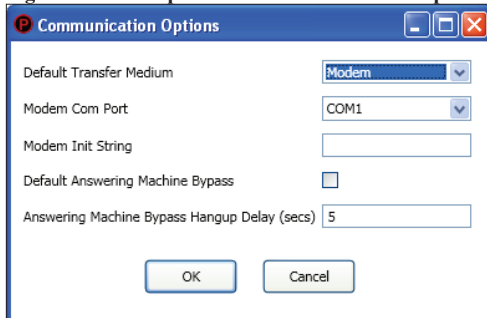 Communication Options
Default Transfer Medium Modem
Modem Com Port COM1
Modem Init String
Default Answering Machine Bypass
Answering Machine Bypass Hangup Delay (secs) 5
OK Cancel